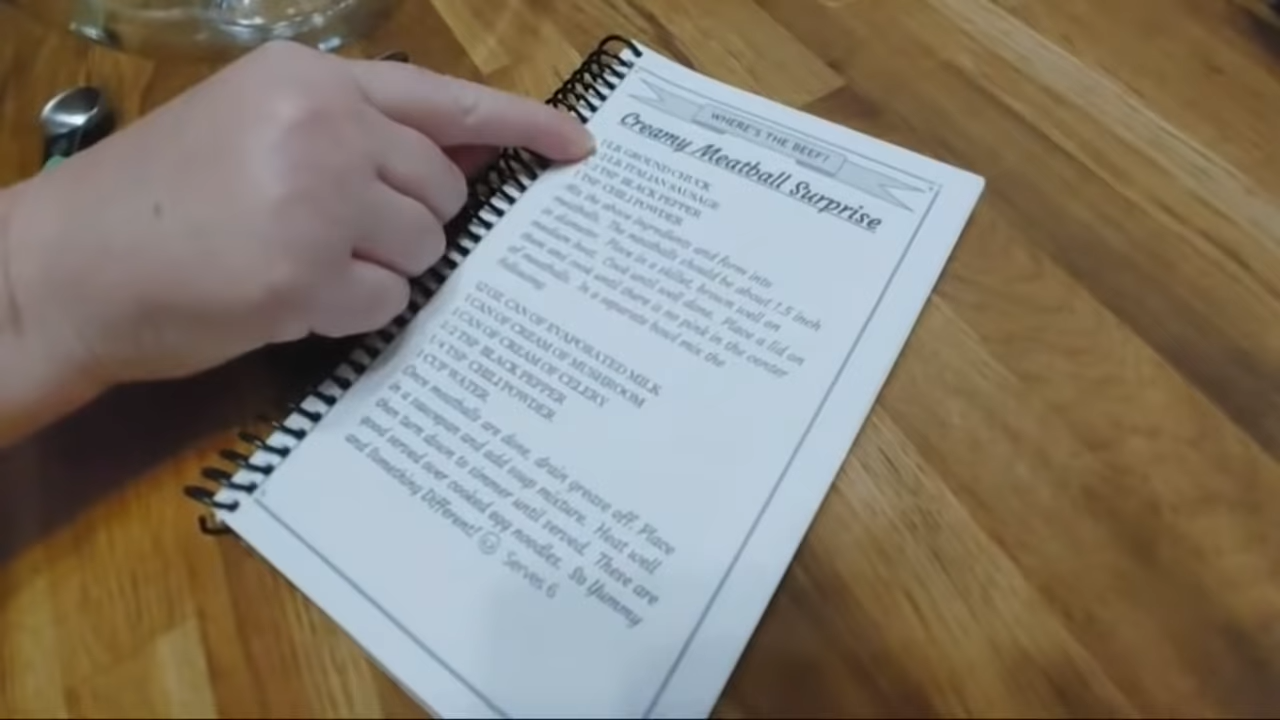 WHERE'S THE BEEF?
Creamy Meatball Surprise
1 LB. GROUND CHUCK
1 LB ITALIAN SAUSAGE
1/2 TSP. BLACK PEPPER
1 TSP. CHILI POWDER
Mix the above ingredients and form into
meatballs. The meatballs should be about 1.5 inch
in diameter. Place in a skillet, brown well on
medium heat. Cook until well done. Place a lid on
them and cook until there is no pink in the center
of meatballs. In a separate bowl mix the
following.
12 OZ. CAN OF EVAPORATED MILK
1 CAN OF CREAM OF MUSHROOM
1 CAN OF CREAM OF CELERY
1/2 TSP. BLACK PEPPER
1/4 TSP. CHILI POWDER
1 CUP WATER
Once meatballs are done, drain grease off. Place
in a saucepan and add soup mixture. Heat well
then turn down to simmer until served. These are
good served over cooked egg noodles. So Yummy
and Something Different! ☺ Serves 6